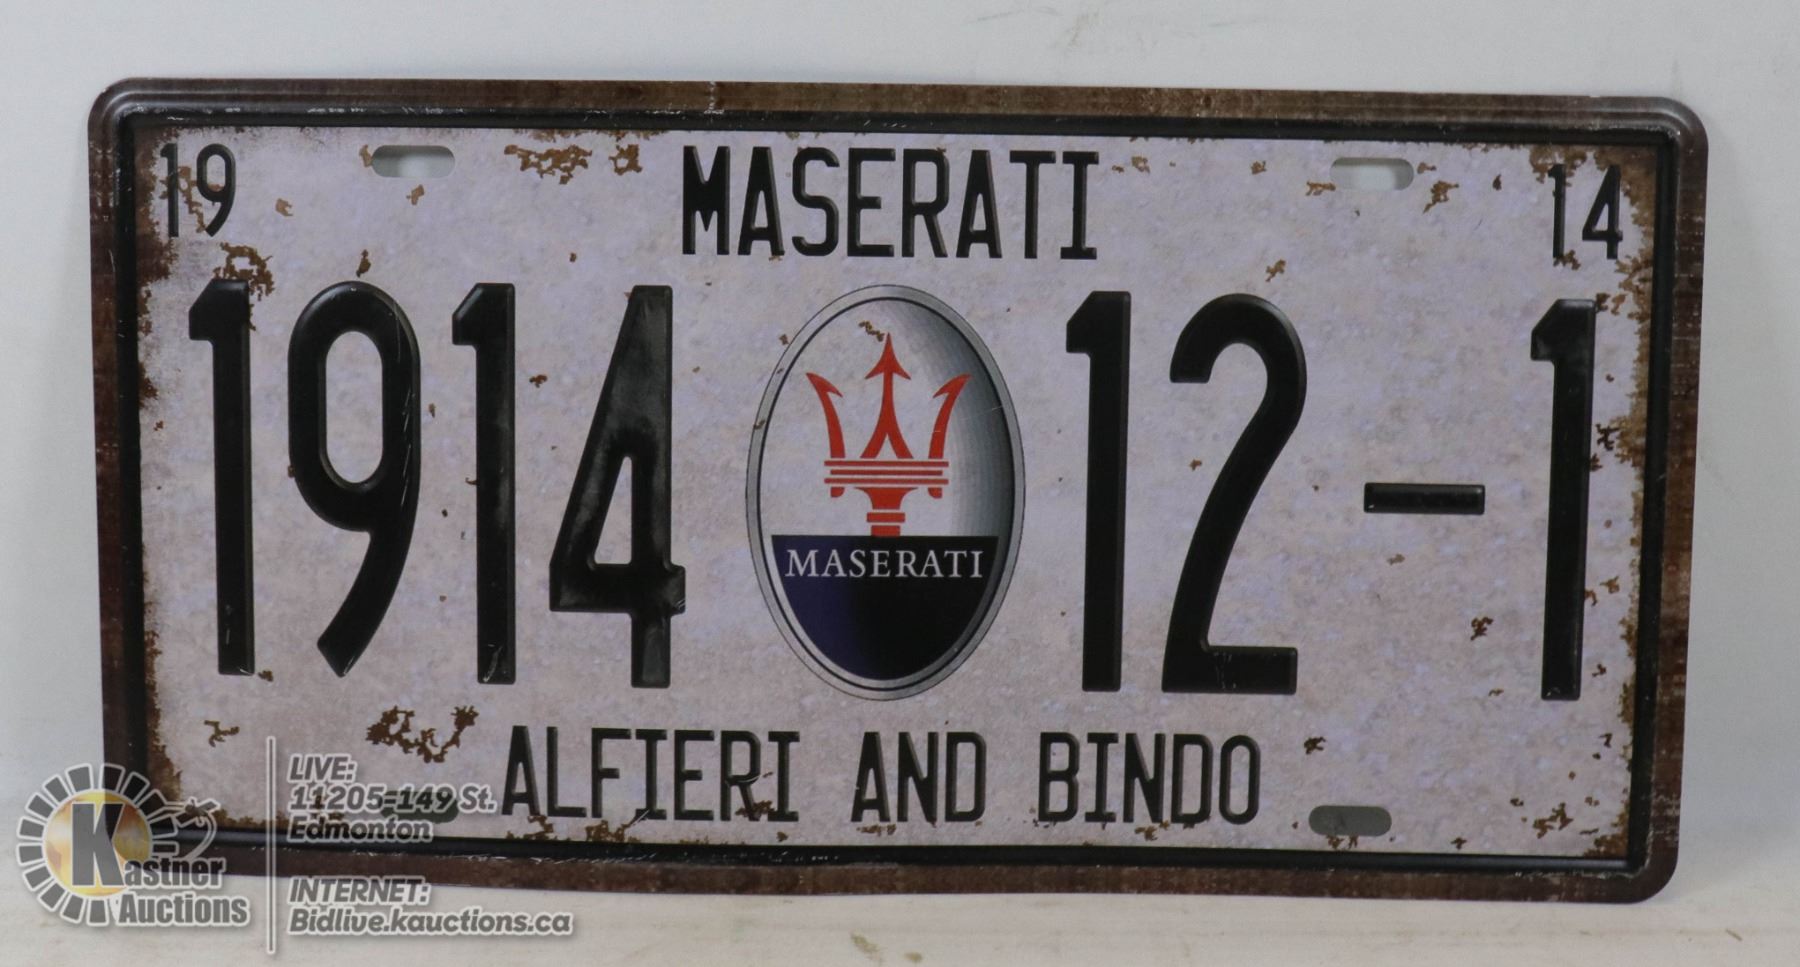 19 MASERATI 14
1914 12-1
MASERATI
ALFIERI AND BINDO
LIVE:
11205-149 St.
Edmonton
Kastner
Auctions
INTERNET:
Bidlive.kauctions.ca